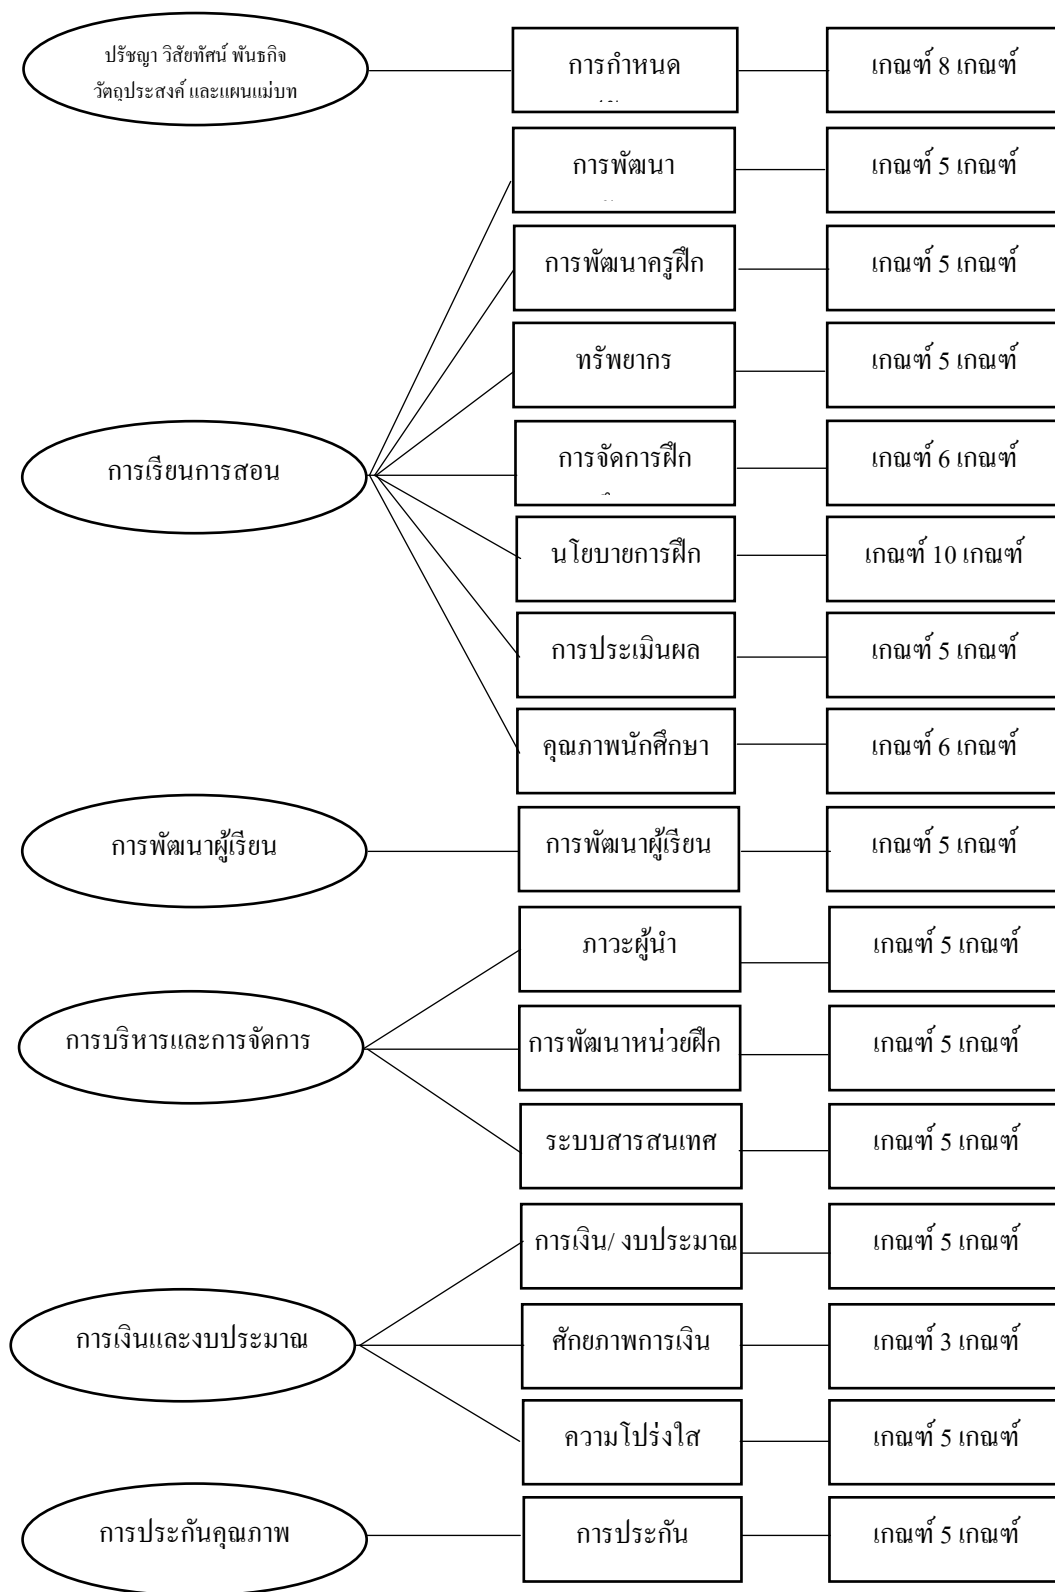 ปรัชญา วิสัยทัศน์ พันธกิจ
วัตถุประสงค์ และแผนแม่บท
การกำหนด
เกณฑ์ 8 เกณฑ์
การพัฒนา
เกณฑ์ 5 เกณฑ์
การพัฒนาครูฝึก
เกณฑ์ 5 เกณฑ์
ทรัพยากร
เกณฑ์ 5 เกณฑ์
การเรียนการสอน
การจัดการฝึก
เกณฑ์ 6 เกณฑ์
นโยบายการฝึก
เกณฑ์ 10 เกณฑ์
การประเมินผล
เกณฑ์ 5 เกณฑ์
คุณภาพนักศึกษา
เกณฑ์ 6 เกณฑ์
การพัฒนาผู้เรียน
การพัฒนาผู้เรียน
เกณฑ์ 5 เกณฑ์
ภาวะผู้นำ
เกณฑ์ 5 เกณฑ์
การบริหารและการจัดการ
การพัฒนาหน่วยฝึก
เกณฑ์ 5 เกณฑ์
ระบบสารสนเทศ
เกณฑ์ 5 เกณฑ์
การเงิน/ งบประมาณ
เกณฑ์ 5 เกณฑ์
การเงินและงบประมาณ
ศักยภาพการเงิน
เกณฑ์ 3 เกณฑ์
ความโปร่งใส
เกณฑ์ 5 เกณฑ์
การประกันคุณภาพ
การประกัน
เกณฑ์ 5 เกณฑ์